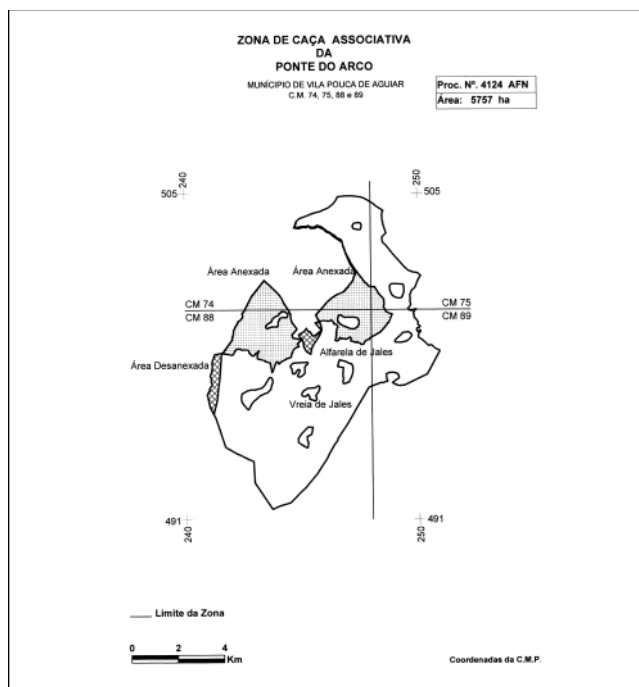 ZONA DE CAÇA ASSOCIATIVA
DA
PONTE DO ARCO
MUNÍCIPIO DE VILA POUCA DE AGUIAR
C.M. 74, 75, 88 e 89
Proc. Nº. 4124 AFN
Área: 5757 ha
240
250
505
505
Área Anexada
Área Anexada
CM 74
CM 75
CM 88
CM 89
Alfarela de Jales
Área Desanexada
Vreia de Jales
491
491
240
250
Limite da Zona
0 2 4
Km
Coordenadas da C.M.P.